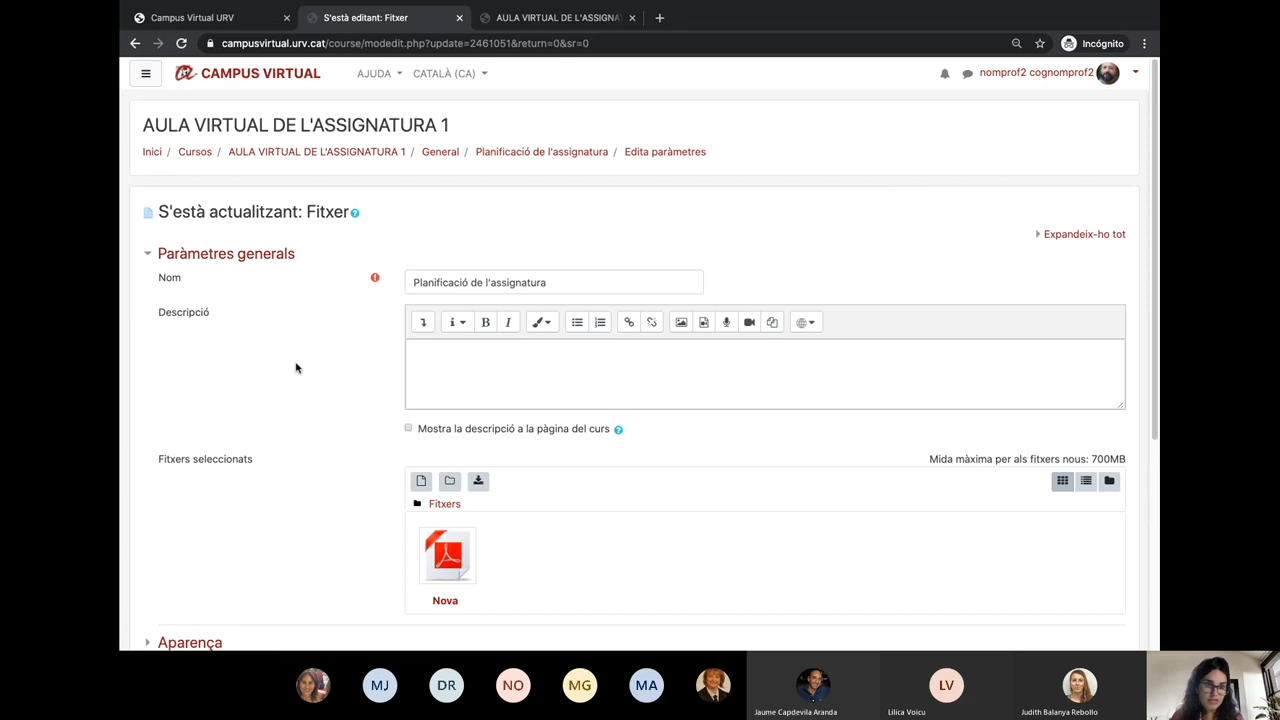 Campus Virtual URV
S'està editant: Fitxer
AULA VIRTUAL DE L'ASSIGNA
campusvirtual.urv.cat/course/modedit.php?update=2461051&return=0&sr=0
Incógnito
CAMPUS VIRTUAL
AJUDA
CATALÀ (CA)
nomprof2 cognomprof2
AULA VIRTUAL DE L'ASSIGNATURA 1
Inici / Cursos / AULA VIRTUAL DE L'ASSIGNATURA 1 / General / Planificació de l'assignatura / Edita paràmetres
S'està actualitzant: Fitxer
Expandeix-ho tot
Paràmetres generals
Nom
Planificació de l'assignatura
Descripció
Mostra la descripció a la pàgina del curs
Fitxers seleccionats
Mida màxima per als fitxers nous: 700MB
Fitxers
Nova
Aparença
MJ
DR
NO
MG
MA
LV
Jaume Capdevila Aranda
Lilica Voicu
Judith Balanya Rebollo